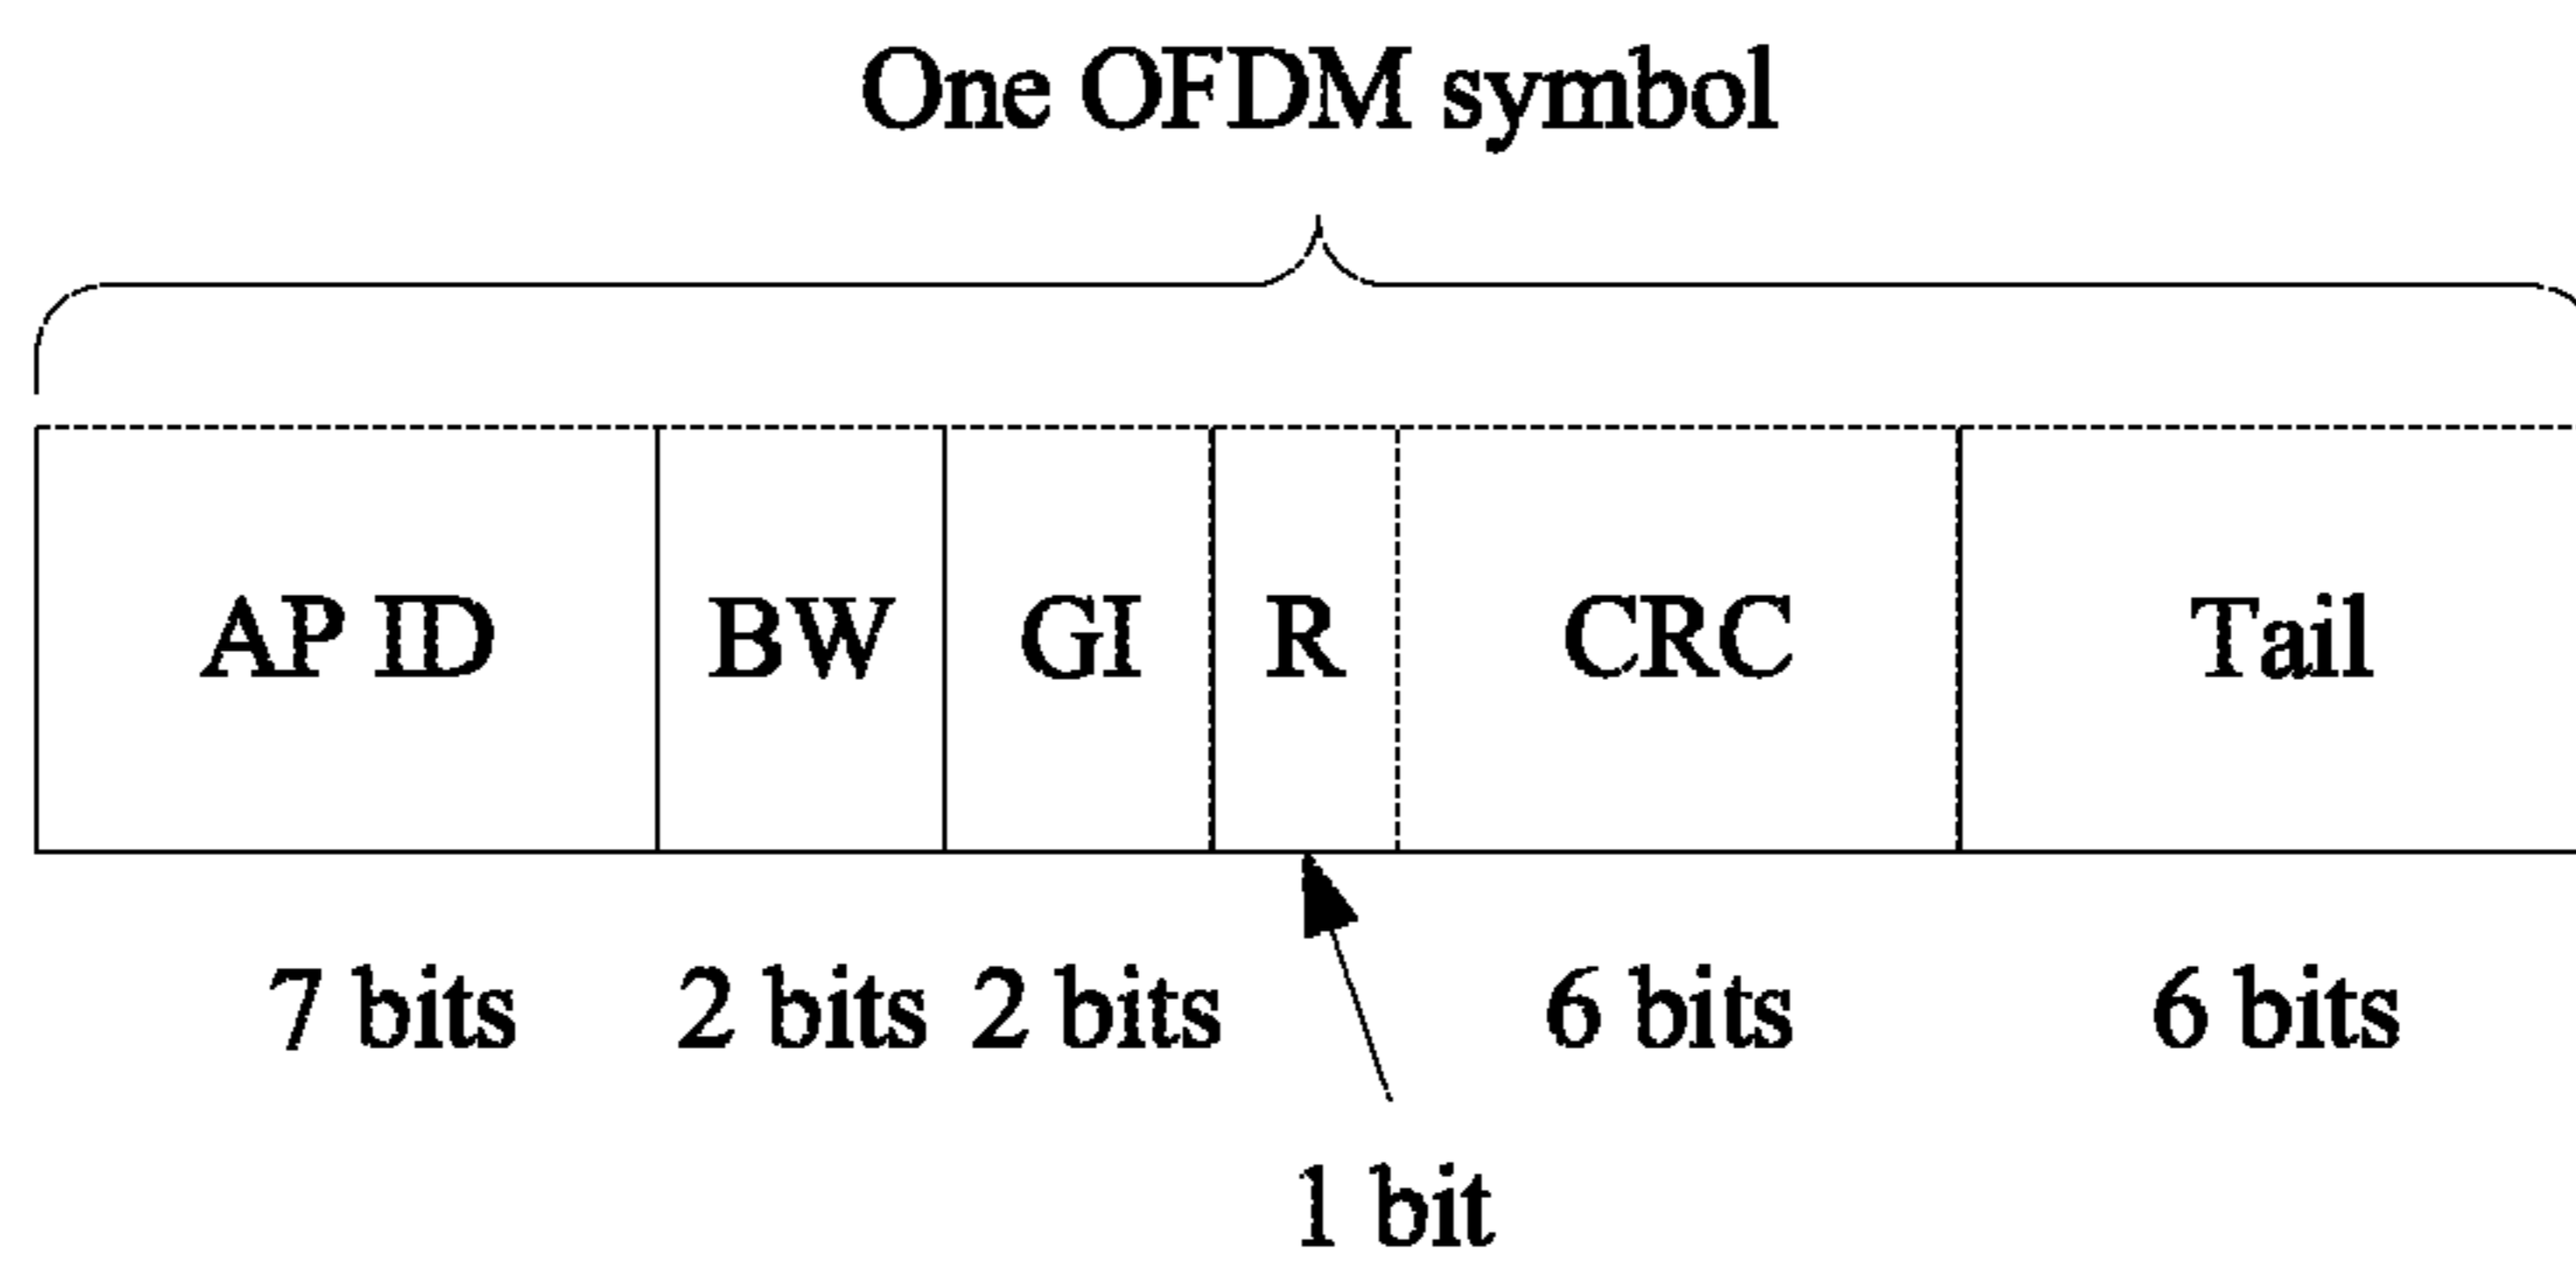 One OFDM symbol
AP ID BW GI R CRC Tail
7 bits 2 bits 2 bits 6 bits 6 bits
1 bit